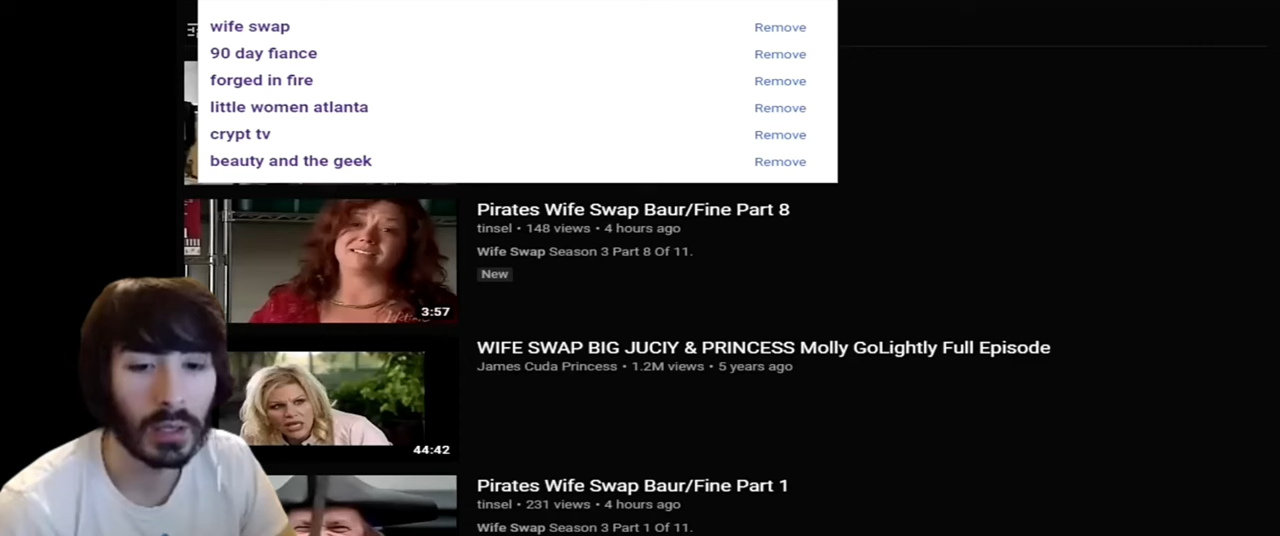 wife swap Remove
90 day fiance Remove
forged in fire Remove
little women atlanta Remove
crypt tv Remove
beauty and the geek Remove
Pirates Wife Swap Baur/Fine Part 8
tinsel • 148 views • 4 hours ago
Wife Swap Season 3 Part 8 Of 11.
New
3:57
WIFE SWAP BIG JUCIY & PRINCESS Molly GoLightly Full Episode
James Cuda Princess • 1.2M views • 5 years ago
44:42
Pirates Wife Swap Baur/Fine Part 1
tinsel • 231 views • 4 hours ago
Wife Swap Season 3 Part 1 Of 11.